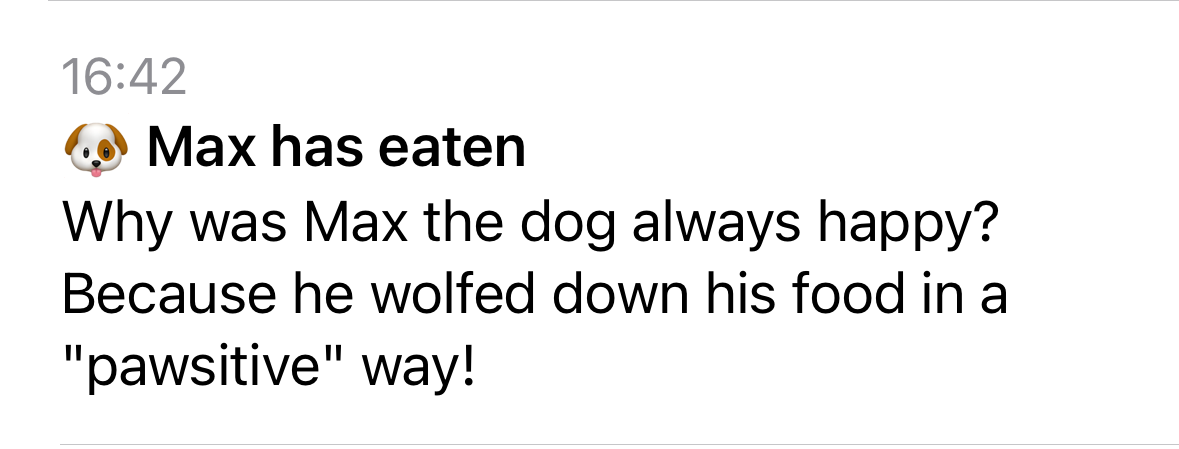 16:42
🐶 Max has eaten
Why was Max the dog always happy?
Because he wolfed down his food in a
"pawsitive" way!